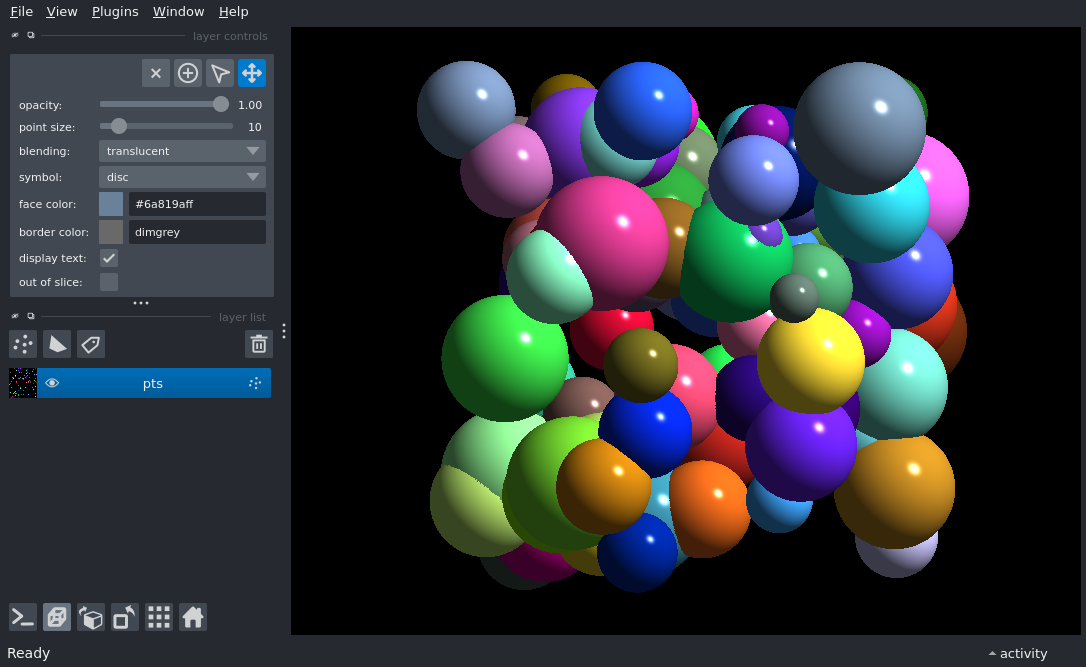 File View Plugins Window Help
layer controls
opacity: 1.00
point size: 10
blending: translucent
symbol: disc
face color: #6a819aff
border color: dimgrey
display text:
out of slice:
layer list
pts
Ready
activity